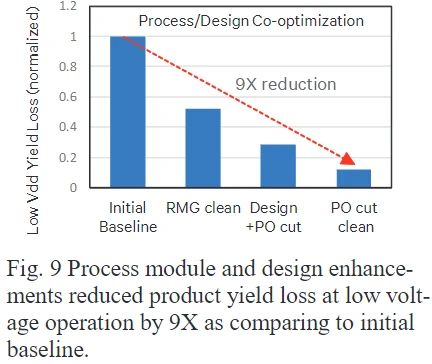 1.2
Process/Design Co-optimization
1
0.8
9X reduction
0.6
0.4
0.2
0
Low Vdd Yield Loss (normalized)
Initial Baseline
RMG clean
Design +PO cut
PO cut clean
Fig. 9 Process module and design enhance-
ments reduced product yield loss at low volt-
age operation by 9X as comparing to initial
baseline.